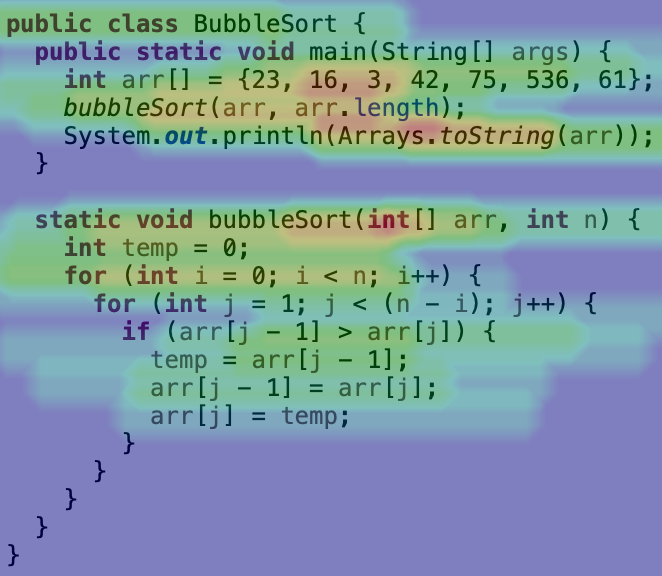 public class BubbleSort {
  public static void main(String[] args) {
    int arr[] = {23, 16, 3, 42, 75, 536, 61};
    bubbleSort(arr, arr.length);
    System.out.println(Arrays.toString(arr));
  }

  static void bubbleSort(int[] arr, int n) {
    int temp = 0;
    for (int i = 0; i < n; i++) {
      for (int j = 1; j < (n - i); j++) {
        if (arr[j - 1] > arr[j]) {
          temp = arr[j - 1];
          arr[j - 1] = arr[j];
          arr[j] = temp;
        }
      }
    }
  }
}